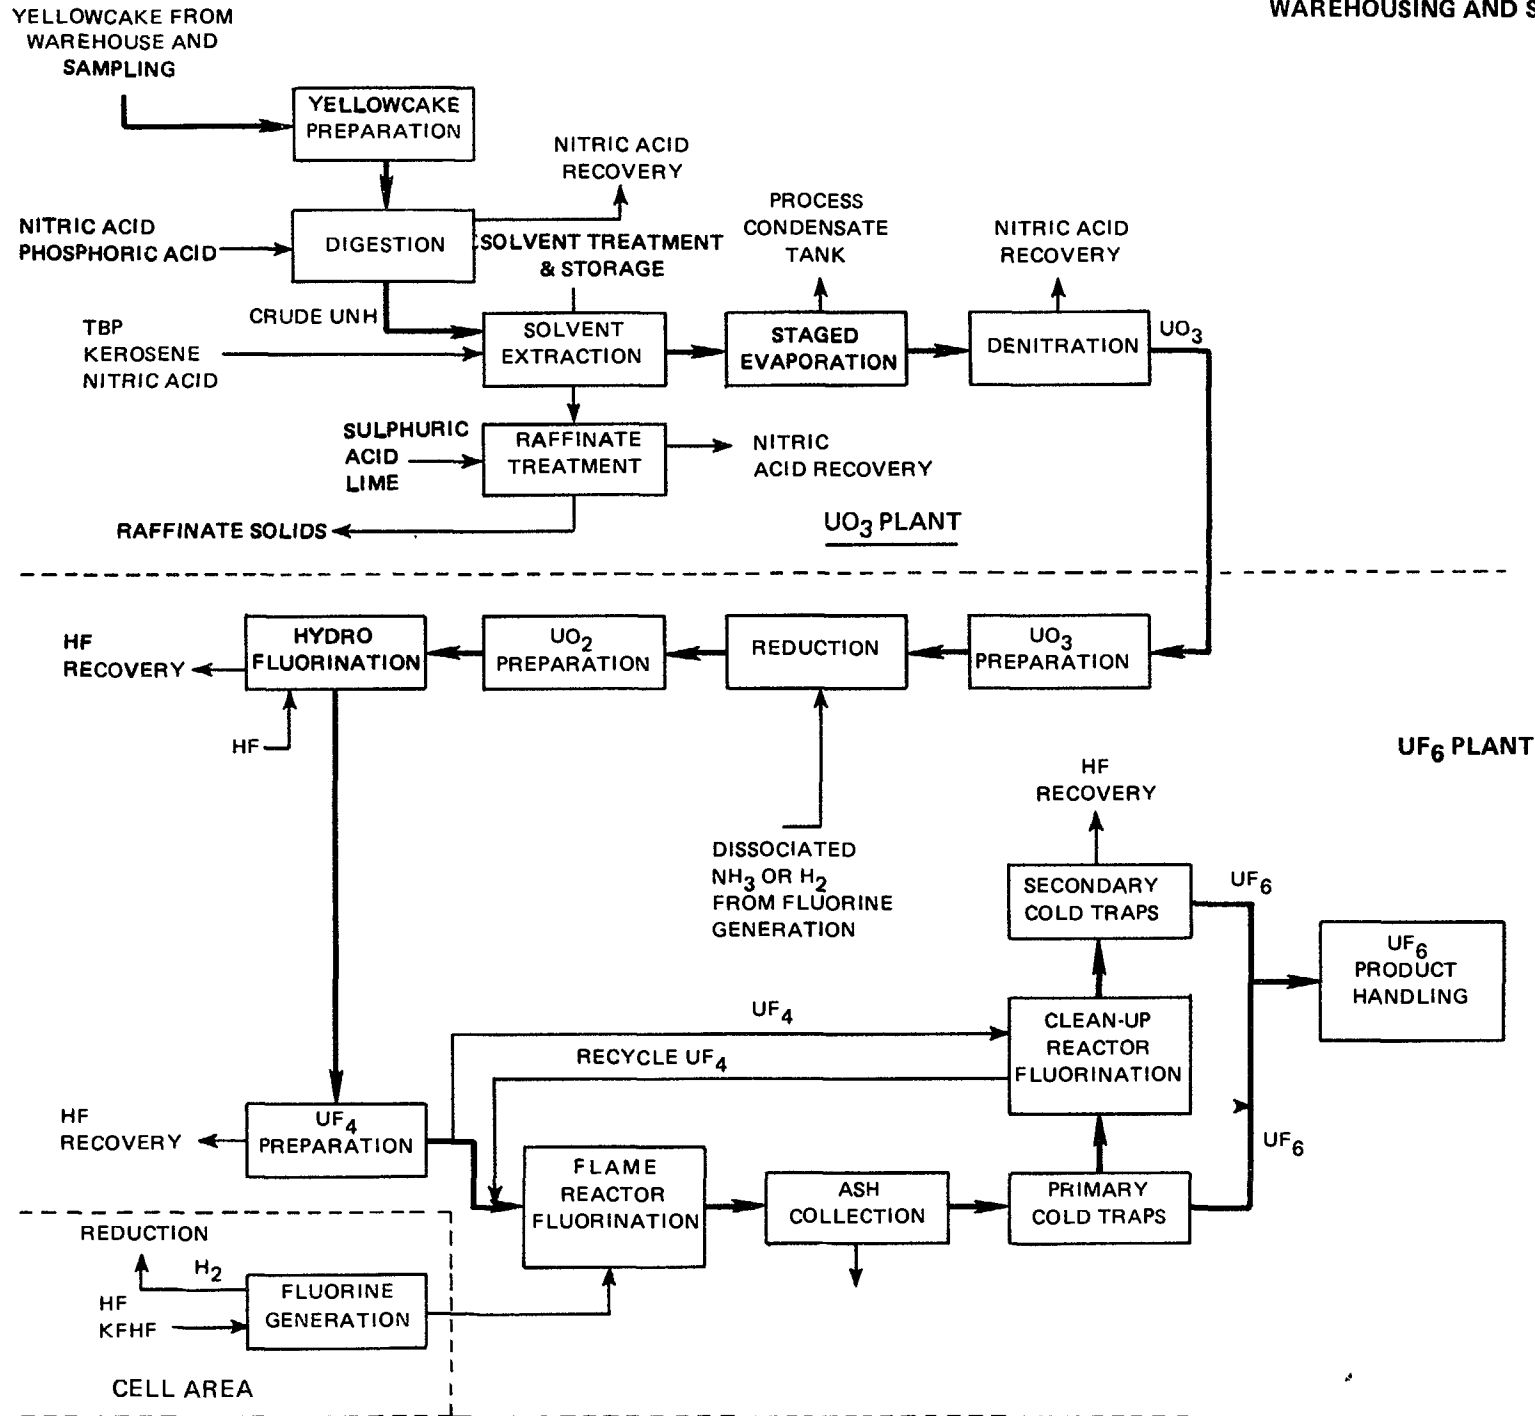 WAREHOUSING AND S
YELLOWCAKE FROM
WAREHOUSE AND
SAMPLING
YELLOWCAKE
PREPARATION
NITRIC ACID
RECOVERY
NITRIC ACID
PHOSPHORIC ACID
DIGESTION
SOLVENT TREATMENT
& STORAGE
PROCESS
CONDENSATE
TANK
NITRIC ACID
RECOVERY
CRUDE UNH
TBP
KEROSENE
NITRIC ACID
SOLVENT
EXTRACTION
STAGED
EVAPORATION
DENITRATION
UO3
SULPHURIC
ACID
LIME
RAFFINATE
TREATMENT
NITRIC
ACID RECOVERY
RAFFINATE SOLIDS
UO3 PLANT
HF
RECOVERY
HYDRO
FLUORINATION
UO2
PREPARATION
REDUCTION
UO3
PREPARATION
HF
UF6 PLANT
DISSOCIATED
NH3 OR H2
FROM FLUORINE
GENERATION
HF
RECOVERY
SECONDARY
COLD TRAPS
UF6
UF6
PRODUCT
HANDLING
UF4
RECYCLE UF4
CLEAN-UP
REACTOR
FLUORINATION
HF
RECOVERY
UF4
PREPARATION
FLAME
REACTOR
FLUORINATION
ASH
COLLECTION
PRIMARY
COLD TRAPS
UF6
REDUCTION
H2
HF
KFHF
FLUORINE
GENERATION
CELL AREA